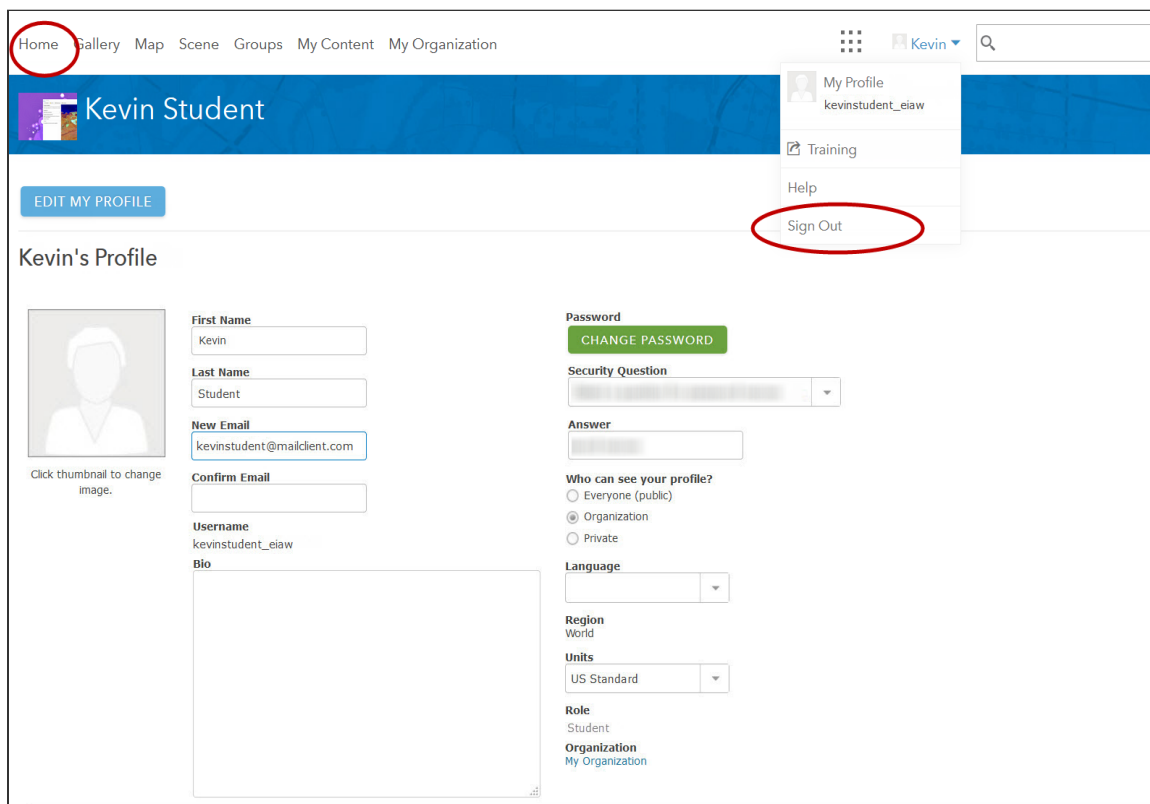 Home Gallery Map Scene Groups My Content My Organization Kevin
Kevin Student
My Profile
kevinstudent_eiaw
Training
Help
Sign Out
EDIT MY PROFILE
Kevin's Profile
Click thumbnail to change
image.
First Name
Kevin
Last Name
Student
New Email
kevinstudent@mailclient.com
Confirm Email
Username
kevinstudent_eiaw
Bio
Password
CHANGE PASSWORD
Security Question
Answer
Who can see your profile?
Everyone (public)
Organization
Private
Language
Region
World
Units
US Standard
Role
Student
Organization
My Organization